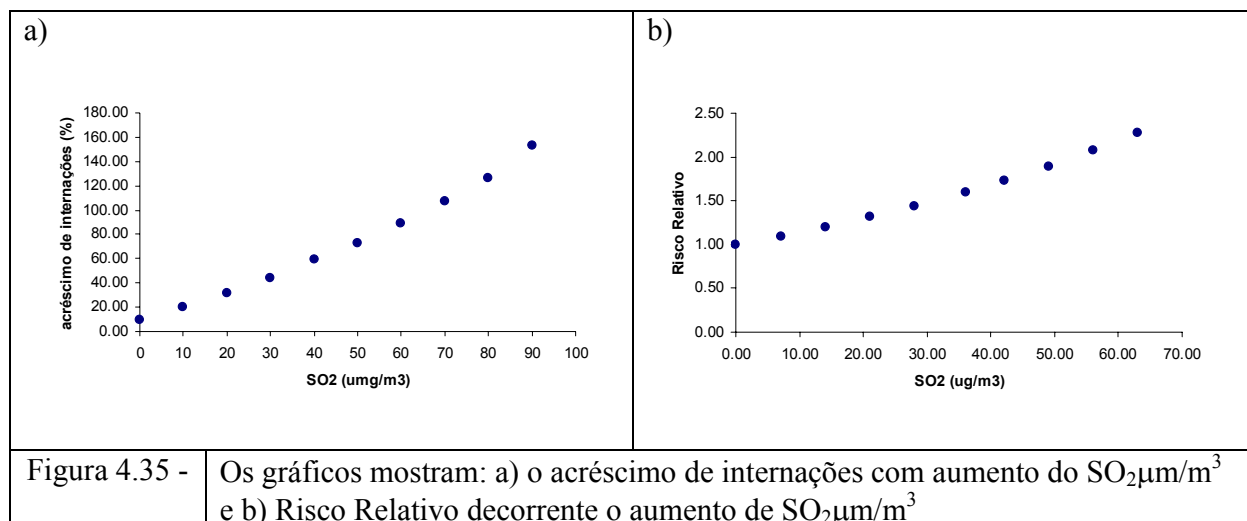 a)
180.00
160.00
140.00
120.00
100.00
80.00
60.00
40.00
20.00
0.00
acréscimo de internações (%)
0 10 20 30 40 50 60 70 80 90 100
SO2 (umg/m3)
b)
2.50
2.00
1.50
1.00
0.50
0.00
Risco Relativo
0.00 10.00 20.00 30.00 40.00 50.00 60.00 70.00
SO2 (ug/m3)
Figura 4.35 -
Os gráficos mostram: a) o acréscimo de internações com aumento do SO₂μm/m³
e b) Risco Relativo decorrente o aumento de SO₂μm/m³